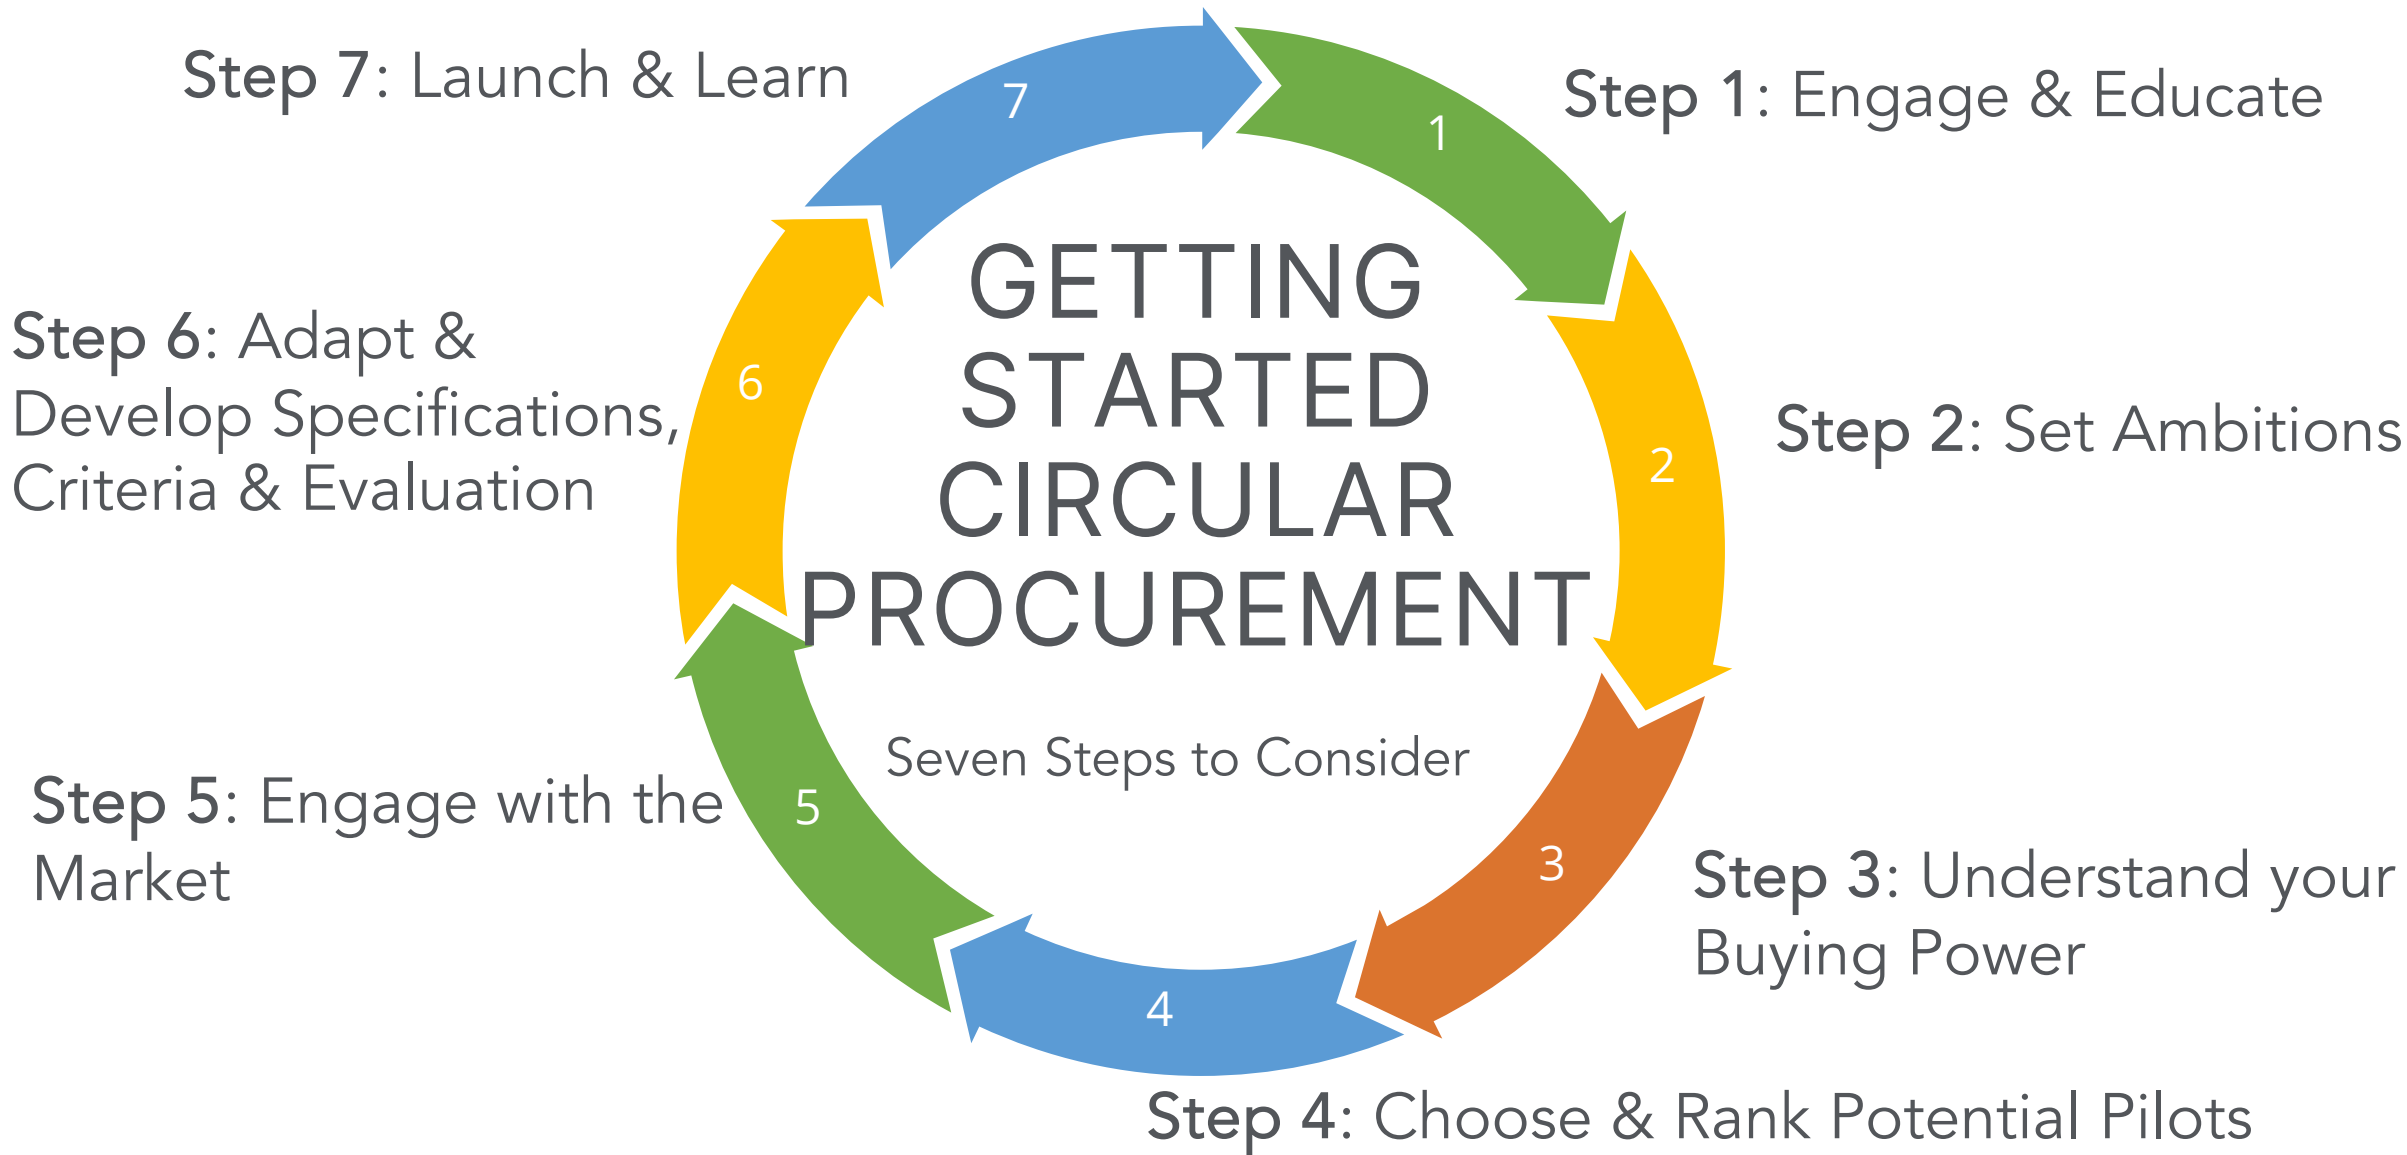 GETTING
STARTED
CIRCULAR
PROCUREMENT
Seven Steps to Consider
1
Step 1: Engage & Educate
2
Step 2: Set Ambitions
3
Step 3: Understand your
Buying Power
4
Step 4: Choose & Rank Potential Pilots
5
Step 5: Engage with the
Market
6
Step 6: Adapt &
Develop Specifications,
Criteria & Evaluation
7
Step 7: Launch & Learn